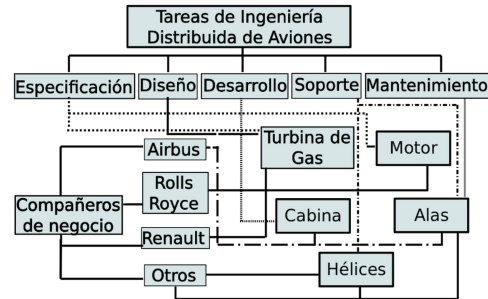 Tareas de Ingeniería
Distribuida de Aviones
Especificación
Diseño
Desarrollo
Soporte
Mantenimiento
Airbus
Turbina de
Gas
Motor
Rolls
Royce
Compañeros
de negocio
Cabina
Alas
Renault
Otros
Hélices